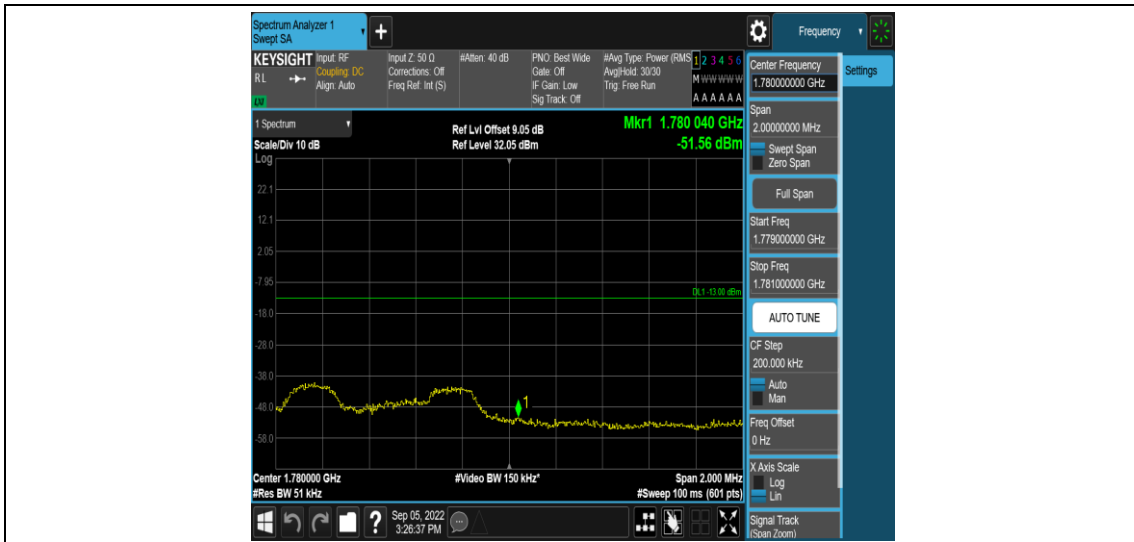 Spectrum Analyzer 1
Swept SA
+
Frequency
KEYSIGHT
RL
LXI
Input: RF
Coupling: DC
Align: Auto
Input Z: 50 Ω
Corrections: Off
Freq Ref: Int (S)
#Atten: 40 dB
PNO: Best Wide
Gate: Off
IF Gain: Low
Sig Track: Off
#Avg Type: Power (RMS
Avg|Hold: 30/30
Trig: Free Run
1 2 3 4 5 6
M W W W W W
A A A A A A
1 Spectrum
Scale/Div 10 dB
Log
Ref Lvl Offset 9.05 dB
Ref Level 32.05 dBm
Mkr1 1.780 040 GHz
-51.56 dBm
22.1
12.1
2.05
-7.95
DL1 -13.00 dBm
-18.0
-28.0
-38.0
-48.0
-58.0
1
Center 1.780000 GHz
#Res BW 51 kHz
#Video BW 150 kHz*
Span 2.000 MHz
#Sweep 100 ms (601 pts)
Center Frequency
1.780000000 GHz
Settings
Span
2.00000000 MHz
Swept Span
Zero Span
Full Span
Start Freq
1.779000000 GHz
Stop Freq
1.781000000 GHz
AUTO TUNE
CF Step
200.000 kHz
Auto
Man
Freq Offset
0 Hz
X Axis Scale
Log
Lin
Signal Track
(Span Zoom)
?
Sep 05, 2022
3:26:37 PM